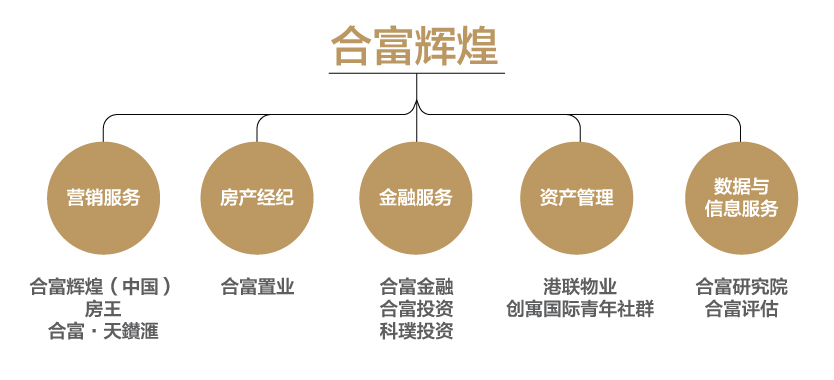 合富辉煌
营销服务
房产经纪
金融服务
资产管理
数据与
信息服务
合富辉煌（中国）
房王
合富·天鑽滙
合富置业
合富金融
合富投资
科璞投资
港联物业
创寓国际青年社群
合富研究院
合富评估